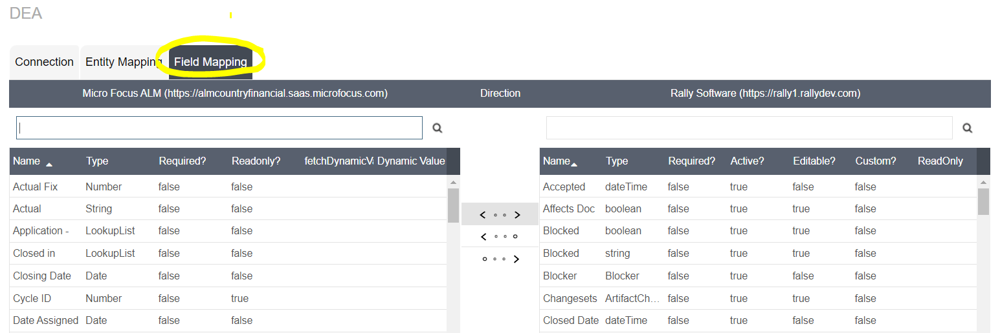 DEA
Connection Entity Mapping Field Mapping
Micro Focus ALM (https://almcountryfinancial.saas.microfocus.com) Direction Rally Software (https://rally1.rallydev.com)
Name Type Required? Readonly? fetchDynamicVa Dynamic Value Name Type Required? Active? Editable? Custom? ReadOnly
Actual Fix Number false false Accepted dateTime false true false false
Actual String false false Affects Doc boolean false true true false
Application - LookupList false false Blocked boolean false true true false
Closed in LookupList false false Blocked string false true true false
Closing Date Date false false Blocker Blocker false true false false
Cycle ID Number false true Changesets ArtifactCh... false true true false
Date Assigned Date false false Closed Date dateTime false true false false